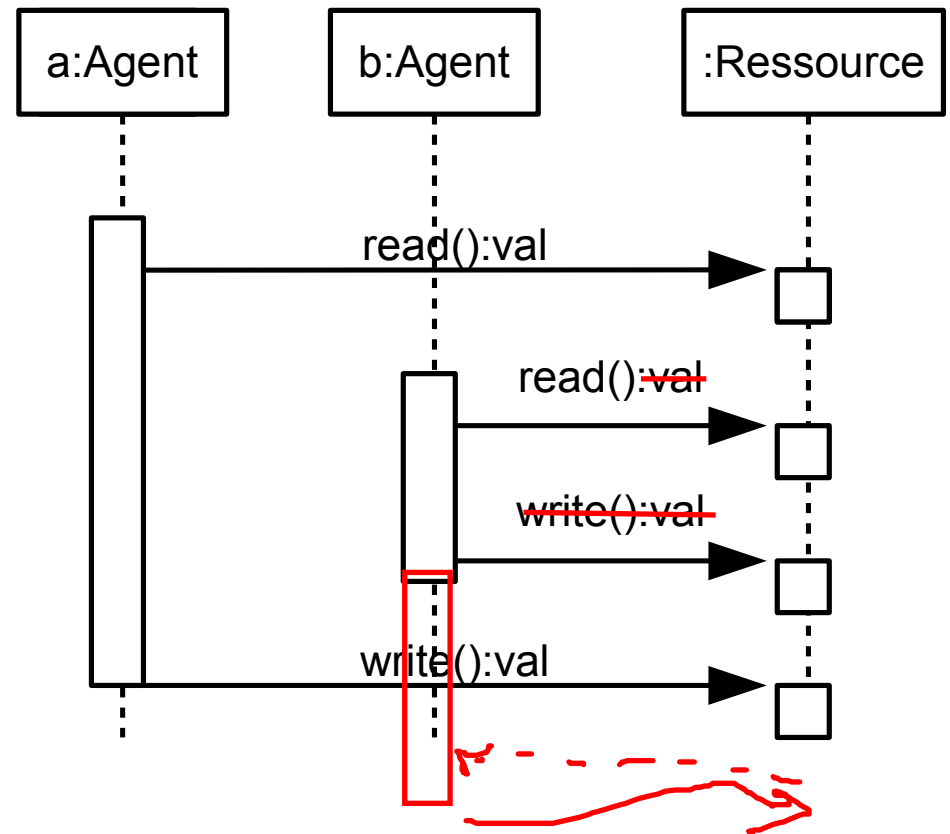 a:Agent
b:Agent
:Ressource
read():val
read():val
write():val
write():val